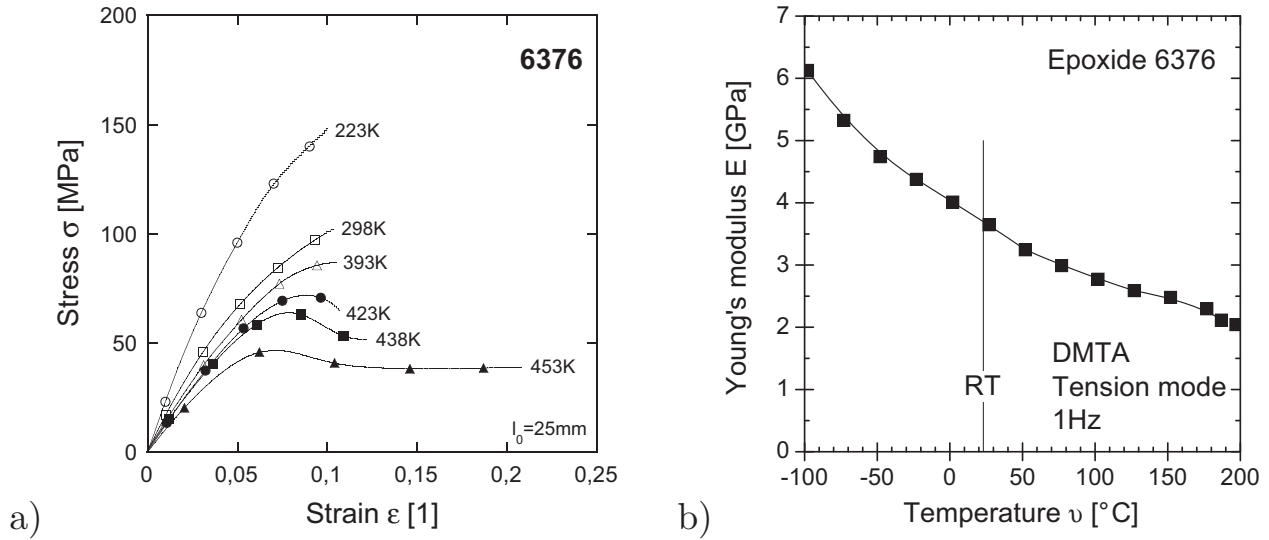 200
150
100
50
0
Stress σ [MPa]
6376
223K
298K
393K
423K
438K
453K
l₀=25mm
0 0,05 0,1 0,15 0,2 0,25
Strain ε [1]
a)
7
6
5
4
3
2
1
0
Young's modulus E [GPa]
Epoxide 6376
RT
DMTA
Tension mode
1Hz
-100 -50 0 50 100 150 200
Temperature υ [°C]
b)